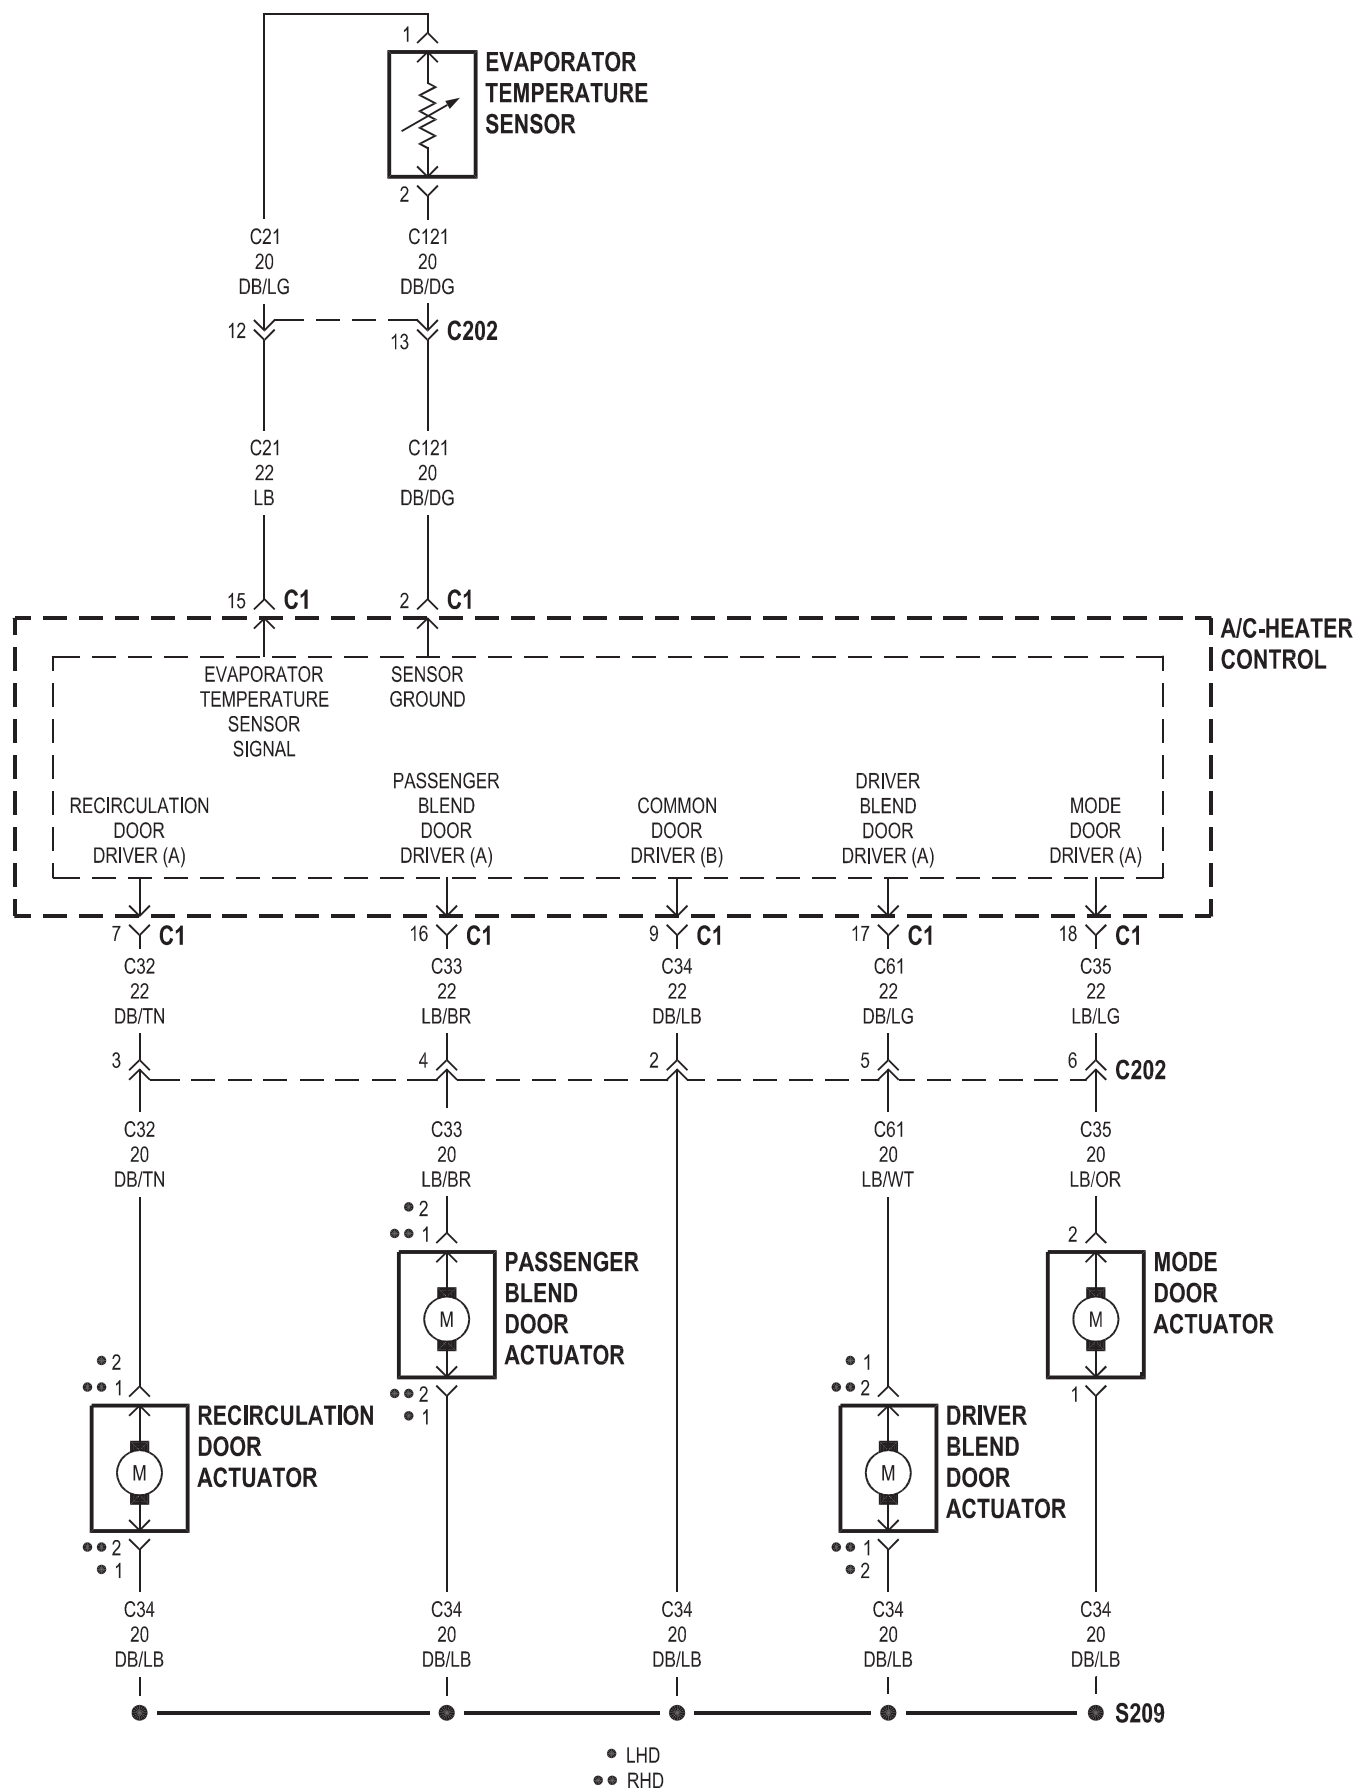 1
EVAPORATOR
TEMPERATURE
SENSOR
2
C21
20
DB/LG
C121
20
DB/DG
12
13
C202
C21
22
LB
C121
20
DB/DG
15
C1
2
C1
A/C-HEATER
CONTROL
EVAPORATOR
TEMPERATURE
SENSOR
SIGNAL
SENSOR
GROUND
RECIRCULATION
DOOR
DRIVER (A)
PASSENGER
BLEND
DOOR
DRIVER (A)
COMMON
DOOR
DRIVER (B)
DRIVER
BLEND
DOOR
DRIVER (A)
MODE
DOOR
DRIVER (A)
7
C1
16
C1
9
C1
17
C1
18
C1
C32
22
DB/TN
C33
22
LB/BR
C34
22
DB/LB
C61
22
DB/LG
C35
22
LB/LG
3
4
2
5
6
C202
C32
20
DB/TN
C33
20
LB/BR
C61
20
LB/WT
C35
20
LB/OR
• 2
•• 1
2
PASSENGER
BLEND
DOOR
ACTUATOR
M
MODE
DOOR
ACTUATOR
M
•• 2
• 1
1
• 2
•• 1
• 1
•• 2
RECIRCULATION
DOOR
ACTUATOR
M
DRIVER
BLEND
DOOR
ACTUATOR
M
•• 2
• 1
•• 1
• 2
C34
20
DB/LB
C34
20
DB/LB
C34
20
DB/LB
C34
20
DB/LB
C34
20
DB/LB
S209
• LHD
•• RHD